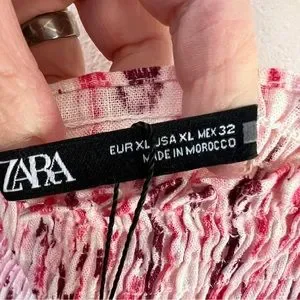 ZARA
EUR XL USA XL MEX 32
MADE IN MOROCCO